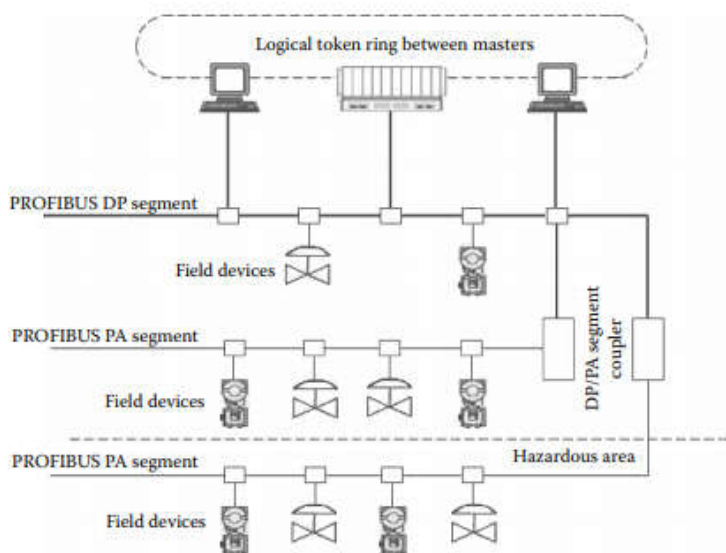 Logical token ring between masters
PROFIBUS DP segment
Field devices
PROFIBUS PA segment
DP/PA segment
coupler
Field devices
Hazardous area
PROFIBUS PA segment
Field devices